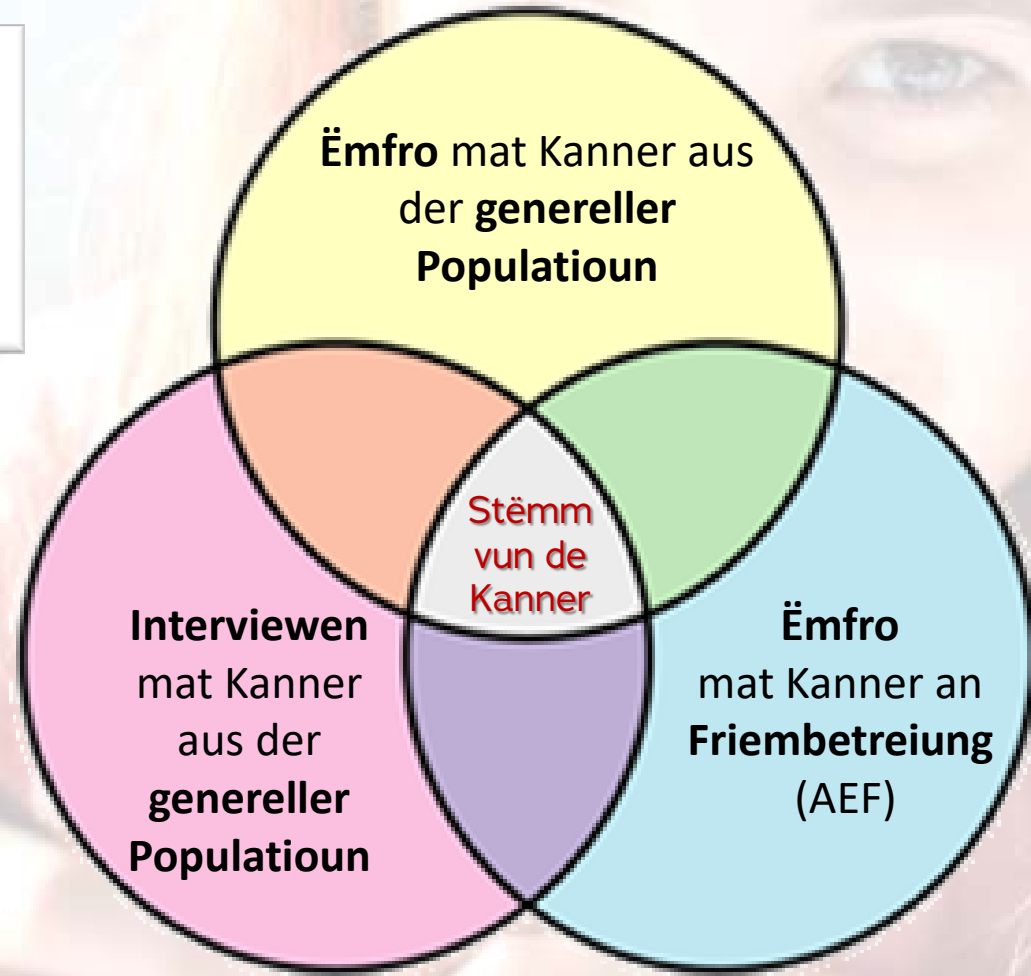 Ëmfro mat Kanner aus
der genereller
Populatioun
Stëmm
vun de
Kanner
Interviewen
mat Kanner
aus der
genereller
Populatioun
Ëmfro
mat Kanner an
Friembetreiung
(AEF)